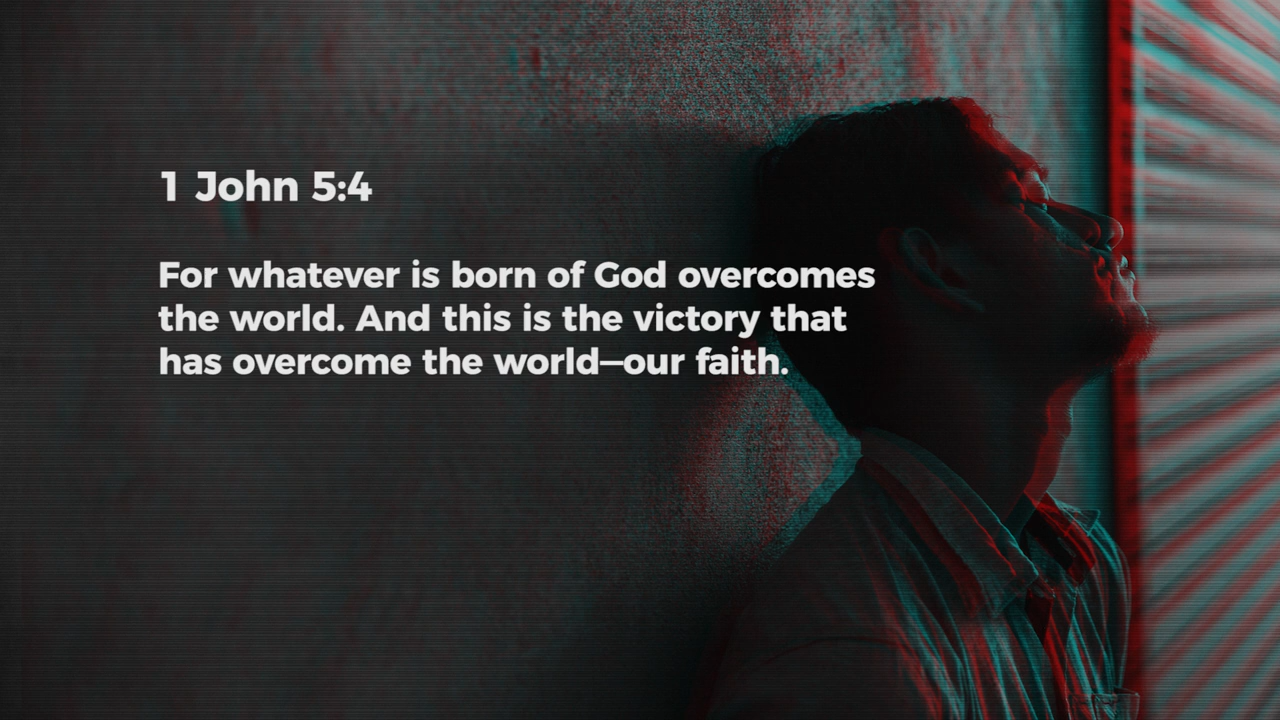 1 John 5:4
For whatever is born of God overcomes
the world. And this is the victory that
has overcome the world—our faith.